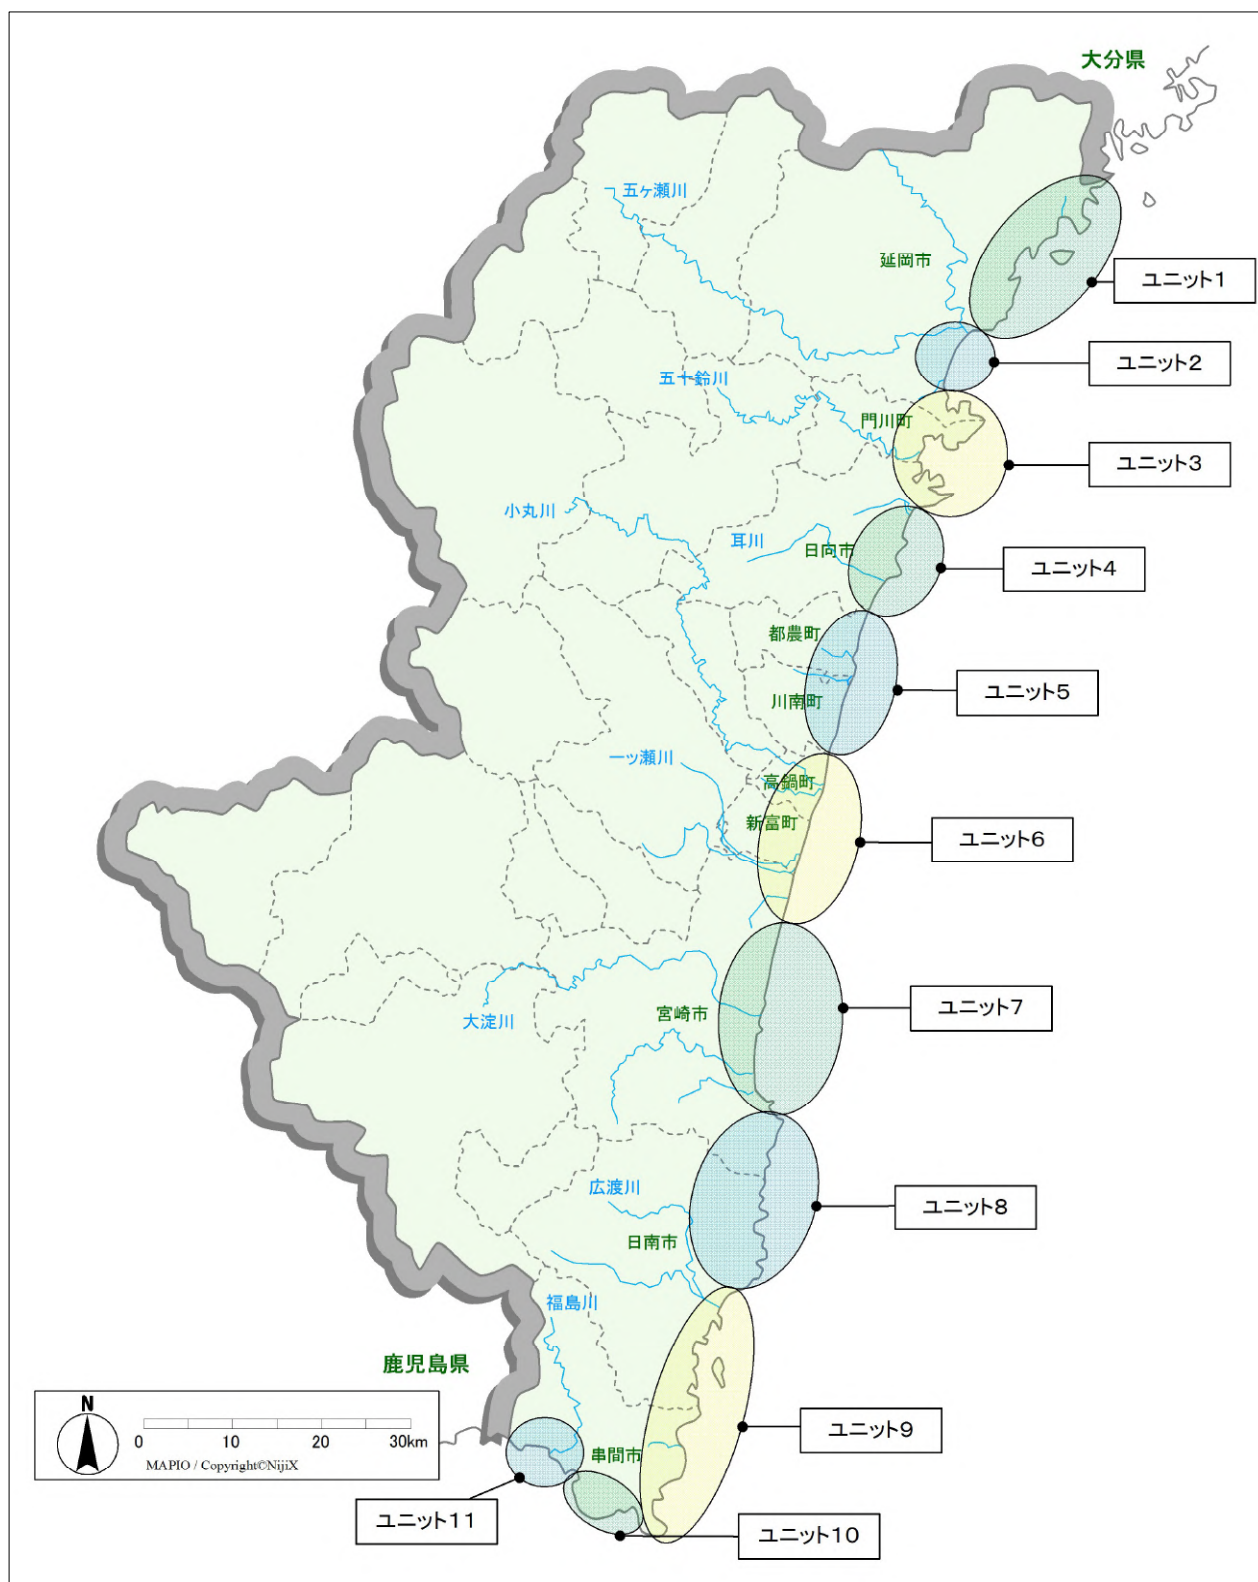 大分県
五ヶ瀬川
延岡市
ユニット1
ユニット2
五十鈴川
門川町
ユニット3
小丸川
耳川
日向市
ユニット4
都農町
川南町
ユニット5
一ッ瀬川
高鍋町
新富町
ユニット6
大淀川
宮崎市
ユニット7
広渡川
日南市
ユニット8
福島川
鹿児島県
N
0 10 20 30km
MAPIO / Copyright©NijiX
串間市
ユニット9
ユニット11
ユニット10